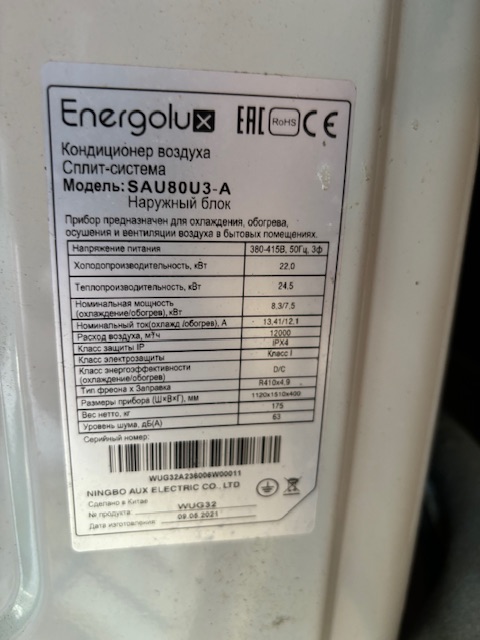 Energolux EAC RoHS CE
Кондиционер воздуха
Сплит-система
Модель: SAU80U3-A
Наружный блок
Прибор предназначен для охлаждения, обогрева,
осушения и вентиляции воздуха в бытовых помещениях.
Напряжение питания 380-415В, 50Гц, 3ф
Холодопроизводительность, кВт 22,0
Теплопроизводительность, кВт 24,5
Номинальная мощность
(охлаждение/обогрев), кВт 8,3/7,5
Номинальный ток(охлажд /обогрев), А 13,41/12,1
Расход воздуха, м³/ч 12000
Класс защиты IP IPX4
Класс электрозащиты Класс I
Класс энергоэффективности
(охлаждение/обогрев) D/C
Тип фреона х Заправка R410x4,9
Размеры прибора (Ш×В×Г), мм 1120x1510x400
Вес нетто, кг 175
Уровень шума, дБ(А) 63
Серийный номер:
WUG32A236006W00011
NINGBO AUX ELECTRIC CO., LTD
Сделано в Китае
№ продукта WUG32
Дата изготовления 09.06.2021